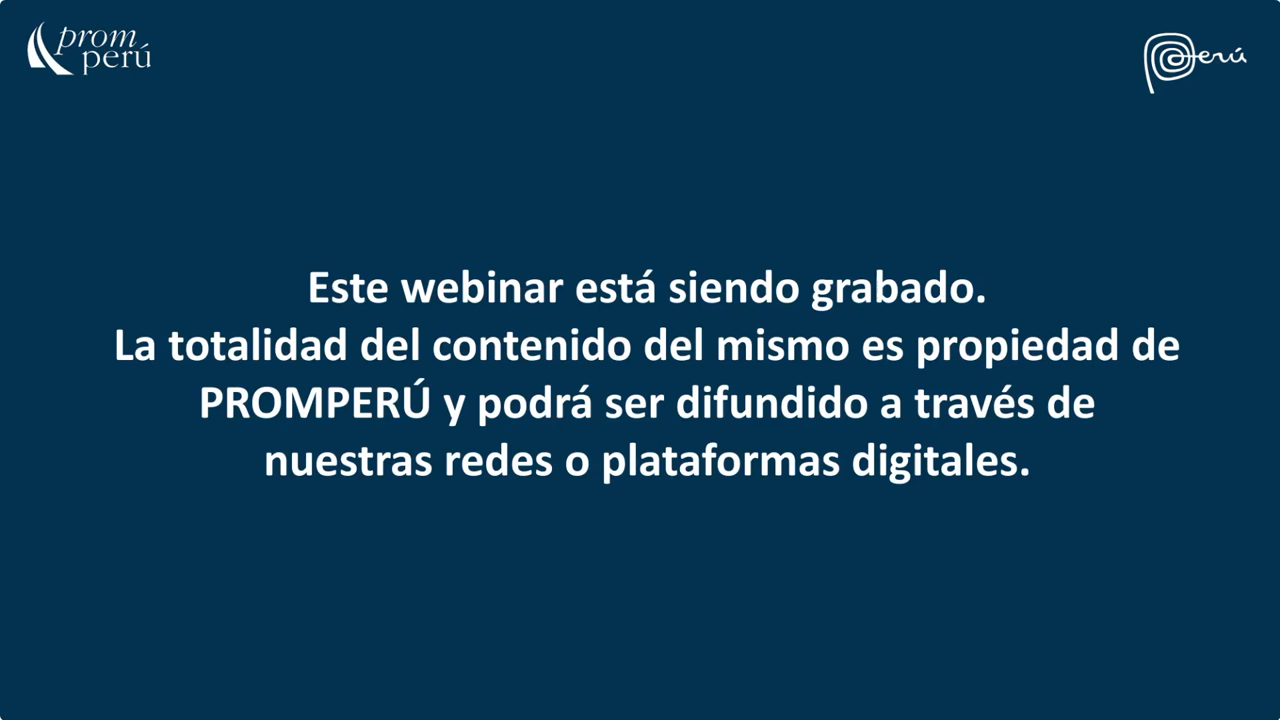 prom
perú
Perú
Este webinar está siendo grabado.
La totalidad del contenido del mismo es propiedad de
PROMPERÚ y podrá ser difundido a través de
nuestras redes o plataformas digitales.